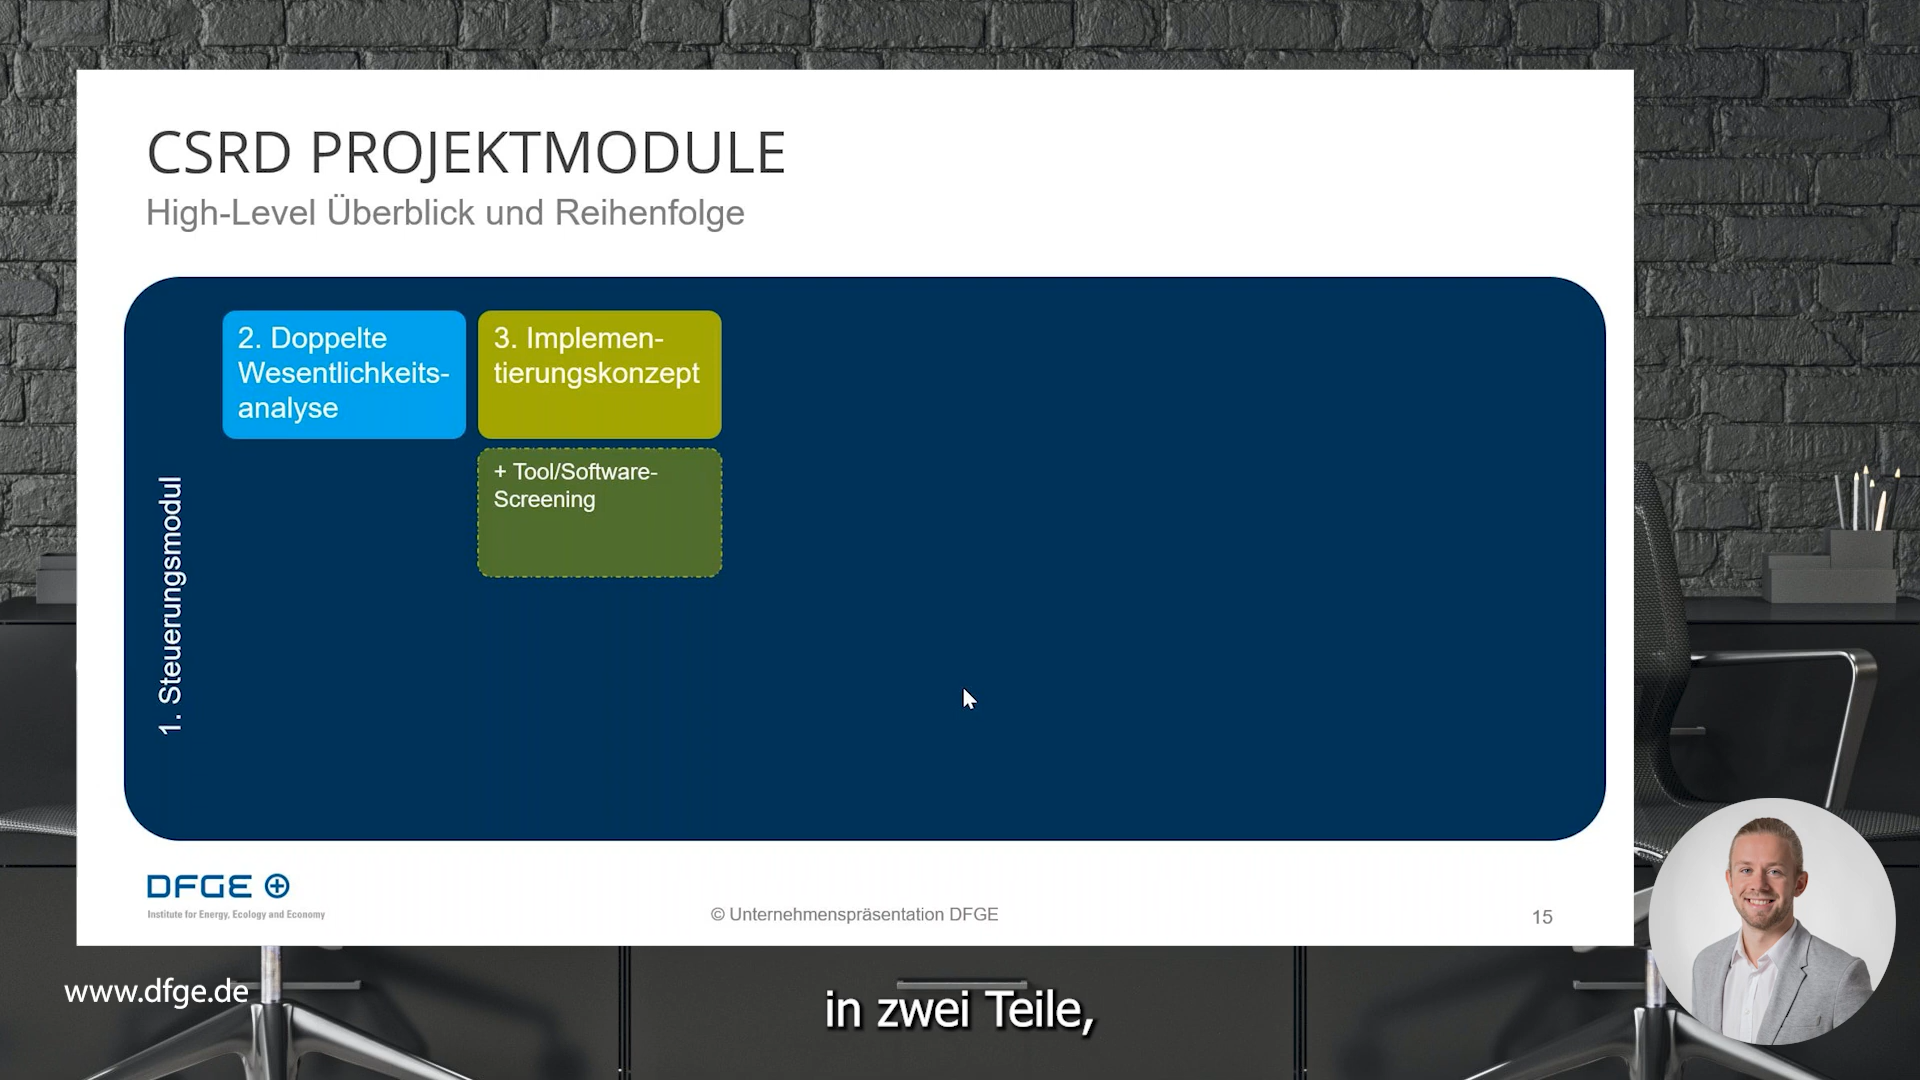 CSRD PROJEKTMODULE
High-Level Überblick und Reihenfolge
1. Steuerungsmodul
2. Doppelte
Wesentlichkeits-
analyse
3. Implemen-
tierungskonzept
+ Tool/Software-
Screening
DFGE
Institute for Energy, Ecology and Economy
© Unternehmenspräsentation DFGE
15
www.dfge.de
in zwei Teile,